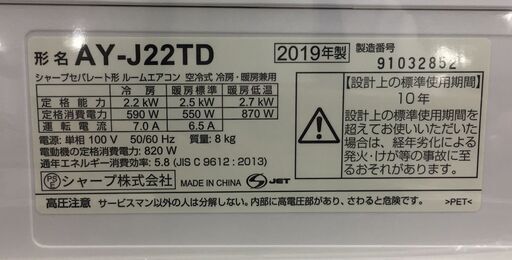 形名 AY-J22TD 2019年製 製造番号 91032852
シャープセパレート形 ルームエアコン 空冷式 冷房・暖房兼用
冷房 暖房標準 暖房低温
定格能力 2.2 kW 2.5 kW 2.7 kW
定格消費電力 590 W 550 W 870 W
運転電流 7.0 A 6.5 A
電源: 単相 100 V 50/60 Hz 質量: 8 kg
電動機の定格消費電力: 820 W
通年エネルギー消費効率: 5.8 (JIS C 9612 : 2013)
PS E シャープ株式会社 MADE IN CHINA S JET
【設計上の標準使用期間】
10 年
設計上の標準使用期間を
超えてお使いいただいた
場合は、経年劣化による
発火・けが等の事故に至る
おそれがあります。
高圧注意 サービスマン以外の人は分解しない。内部に高電圧部があり、さわると危険です。 >PET<